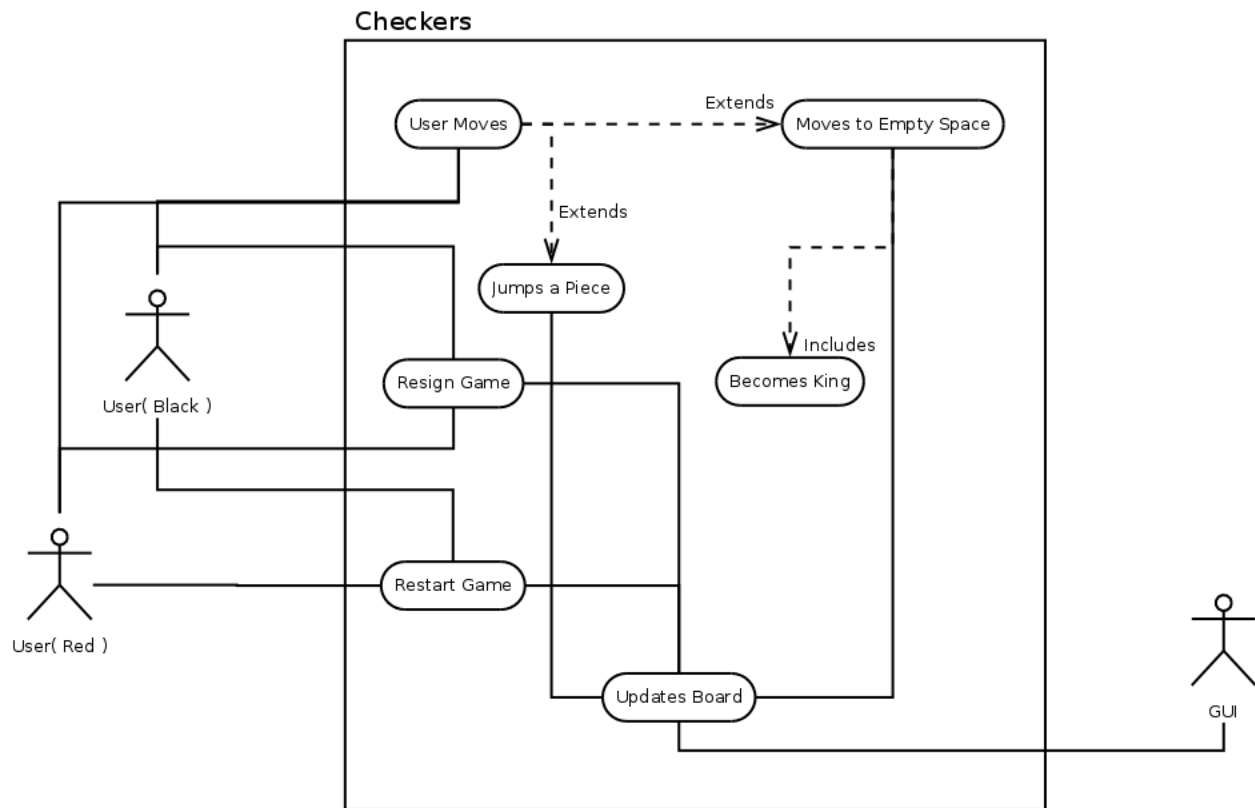 Checkers
User Moves
Extends
Moves to Empty Space
Extends
Jumps a Piece
Includes
Becomes King
Resign Game
User( Black )
Restart Game
User( Red )
Updates Board
GUI